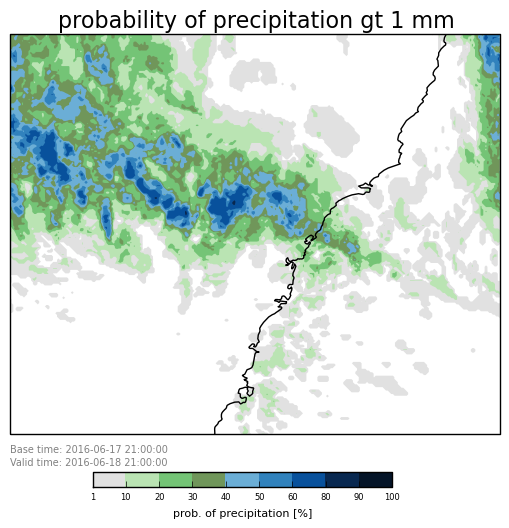 probability of precipitation gt 1 mm
Base time: 2016-06-17 21:00:00
Valid time: 2016-06-18 21:00:00
1 10 20 30 40 50 60 80 90 100
prob. of precipitation [%]